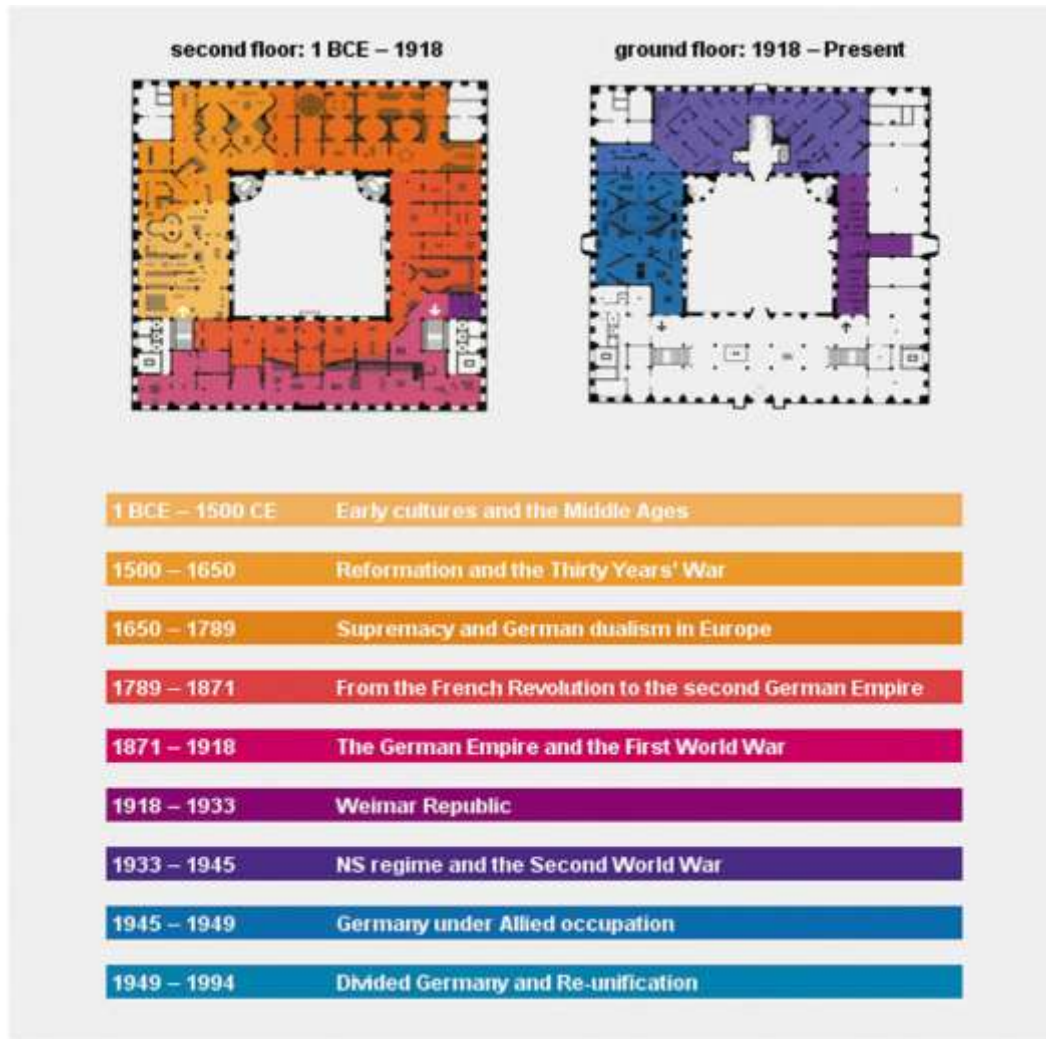 second floor: 1 BCE – 1918
ground floor: 1918 – Present
1 BCE – 1500 CE Early cultures and the Middle Ages
1500 – 1650 Reformation and the Thirty Years' War
1650 – 1789 Supremacy and German dualism in Europe
1789 – 1871 From the French Revolution to the second German Empire
1871 – 1918 The German Empire and the First World War
1918 – 1933 Weimar Republic
1933 – 1945 NS regime and the Second World War
1945 – 1949 Germany under Allied occupation
1949 – 1994 Divided Germany and Re-unification